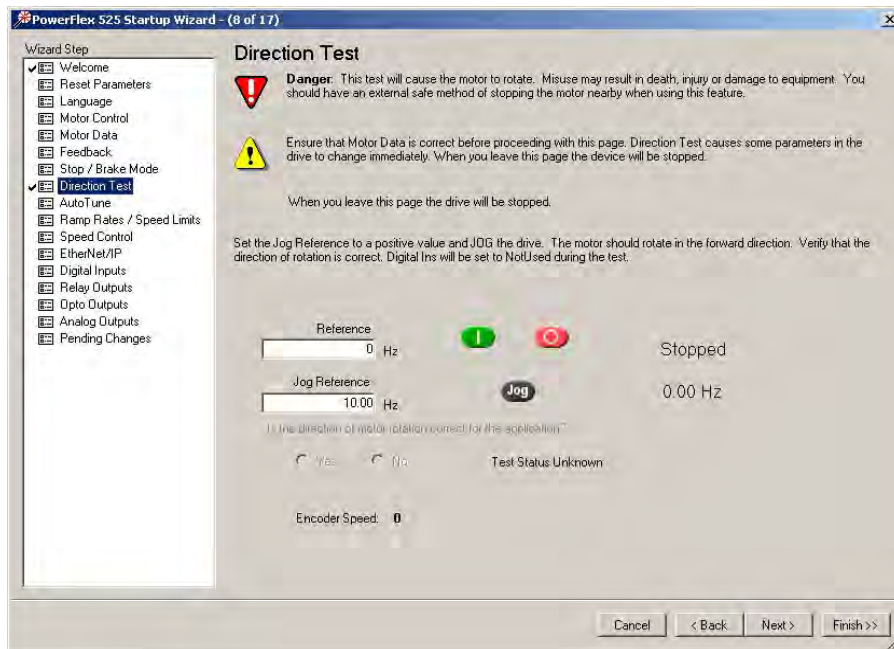 PowerFlex 525 Startup Wizard - (8 of 17)
Wizard Step
Welcome
Reset Parameters
Language
Motor Control
Motor Data
Feedback
Stop / Brake Mode
Direction Test
AutoTune
Ramp Rates / Speed Limits
Speed Control
EtherNet/IP
Digital Inputs
Relay Outputs
Opto Outputs
Analog Outputs
Pending Changes
Direction Test
Danger: This test will cause the motor to rotate. Misuse may result in death, injury or damage to equipment. You
should have an external safe method of stopping the motor nearby when using this feature.
Ensure that Motor Data is correct before proceeding with this page. Direction Test causes some parameters in the
drive to change immediately. When you leave this page the device will be stopped.
When you leave this page the drive will be stopped.
Set the Jog Reference to a positive value and JOG the drive. The motor should rotate in the forward direction. Verify that the
direction of rotation is correct. Digital Ins will be set to NotUsed during the test.
Reference
0 Hz
Stopped
Jog Reference
10.00 Hz
Jog
0.00 Hz
Is the direction of motor rotation correct for the application?
Yes No Test Status Unknown
Encoder Speed: 0
Cancel < Back Next > Finish >>